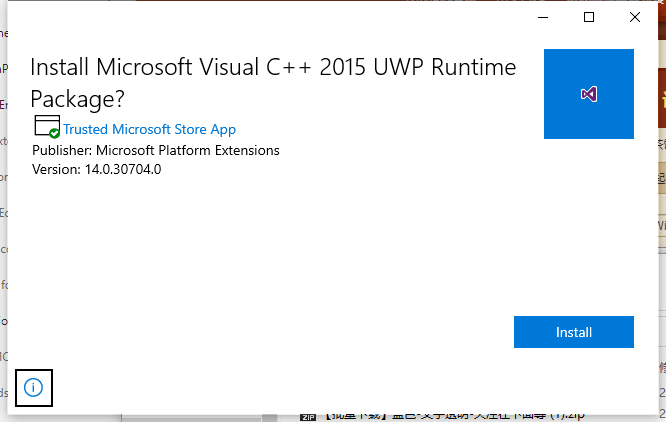 Install Microsoft Visual C++ 2015 UWP Runtime
Package?
Trusted Microsoft Store App
Publisher: Microsoft Platform Extensions
Version: 14.0.30704.0
Install
ZIP